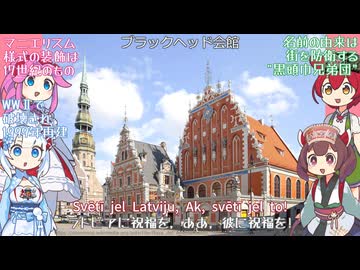 ブラックヘッド会館
マニエリスム
様式の装飾は
17世紀のもの
WWⅡで
破壊され、
1999年再建
名前の由来は
街を防衛する
"黒頭巾兄弟団"
Svētī jel Latviju, Ak, svētī jel to!
ラトビアに祝福を、ああ、彼に祝福を!